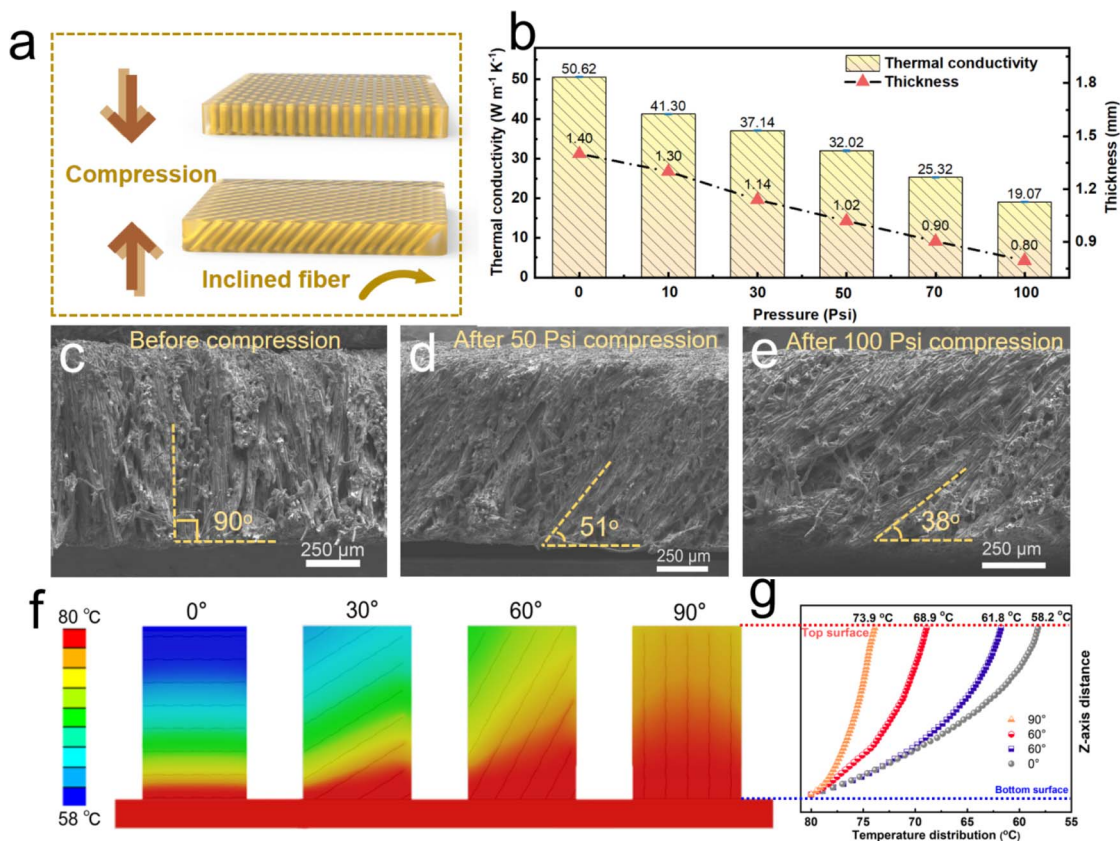 a
Compression
Inclined fiber
b
Thermal conductivity
Thickness
Thermal conductivity (W m⁻¹ K⁻¹)
50
40
30
20
10
0
50.62
41.30
37.14
32.02
25.32
19.07
1.40
1.30
1.14
1.02
0.90
0.80
1.8
1.5
1.2
0.9
Thickness (mm)
0 10 30 50 70 100
Pressure (Psi)
c
Before compression
90°
250 μm
d
After 50 Psi compression
51°
250 μm
e
After 100 Psi compression
38°
250 μm
f
80 °C
58 °C
0° 30° 60° 90°
g
73.9 °C 68.9 °C 61.8 °C 58.2 °C
Top surface
90°
60°
60°
0°
Bottom surface
Z-axis distance
80 75 70 65 60 55
Temperature distribution (°C)